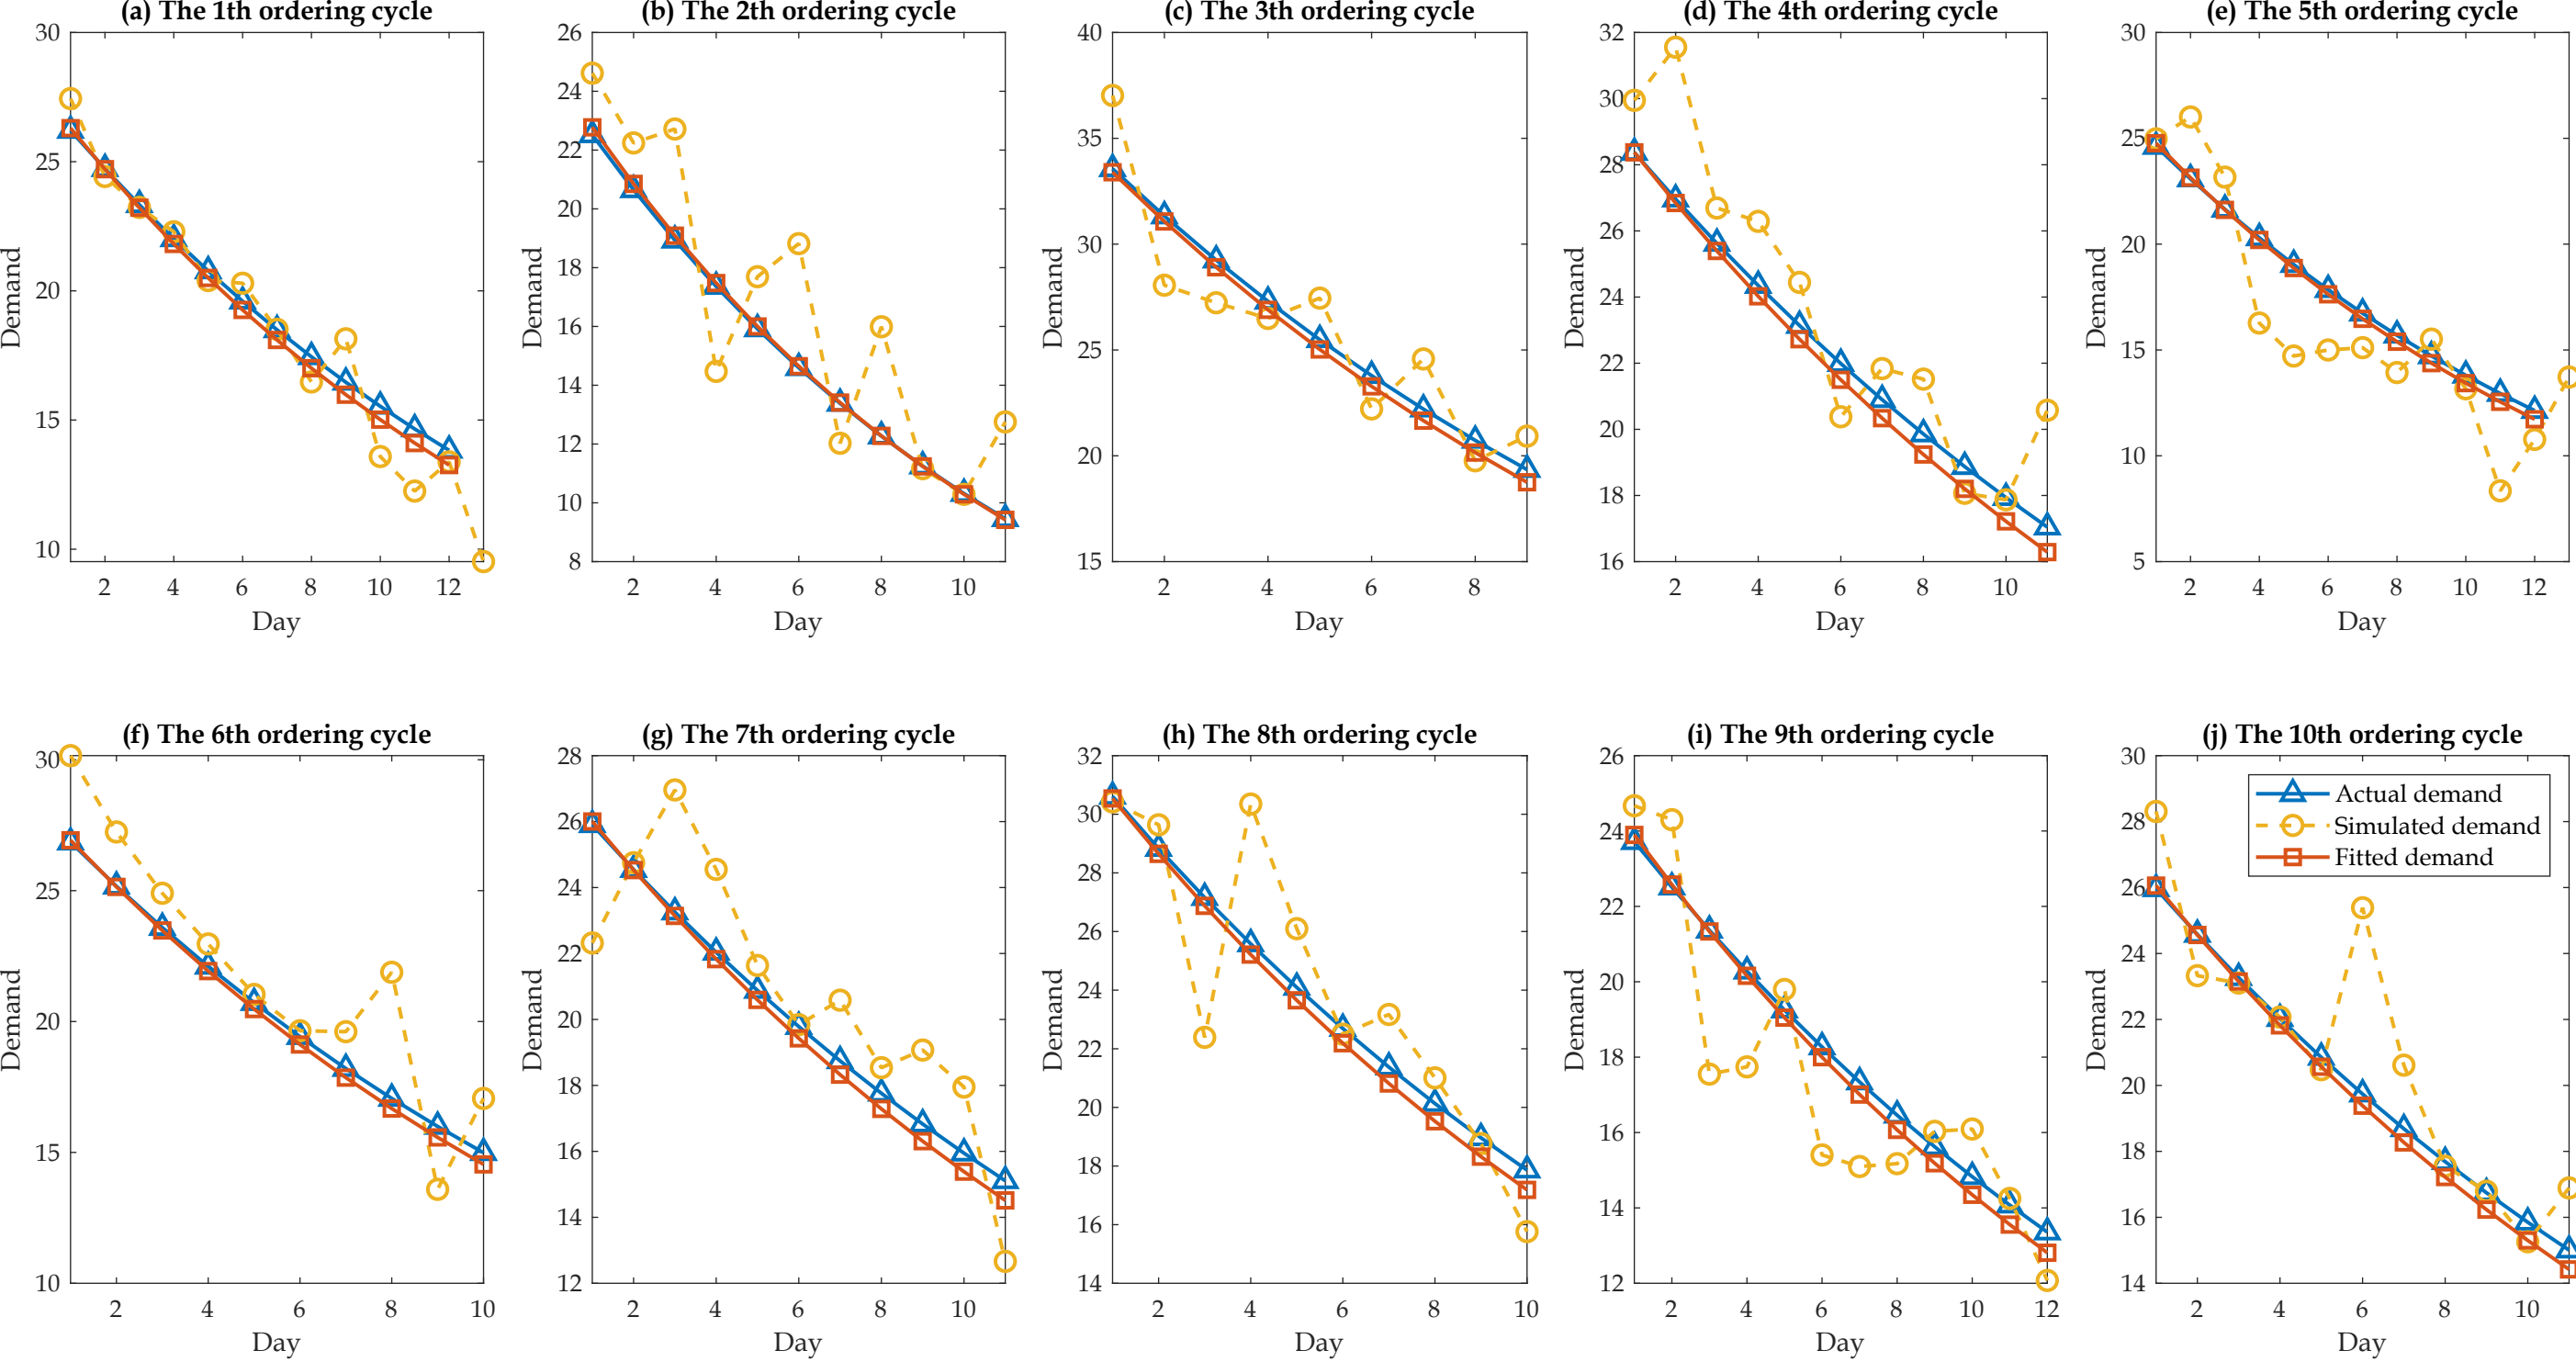 (a) The 1th ordering cycle
30
25
20
15
10
2 4 6 8 10 12
Demand
Day
(b) The 2th ordering cycle
26
24
22
20
18
16
14
12
10
8
2 4 6 8 10
Demand
Day
(c) The 3th ordering cycle
40
35
30
25
20
15
2 4 6 8
Demand
Day
(d) The 4th ordering cycle
32
30
28
26
24
22
20
18
16
2 4 6 8 10
Demand
Day
(e) The 5th ordering cycle
30
25
20
15
10
5
2 4 6 8 10 12
Demand
Day
(f) The 6th ordering cycle
30
25
20
15
10
2 4 6 8 10
Demand
Day
(g) The 7th ordering cycle
28
26
24
22
20
18
16
14
12
2 4 6 8 10
Demand
Day
(h) The 8th ordering cycle
32
30
28
26
24
22
20
18
16
14
2 4 6 8 10
Demand
Day
(i) The 9th ordering cycle
26
24
22
20
18
16
14
12
2 4 6 8 10 12
Demand
Day
(j) The 10th ordering cycle
30
28
26
24
22
20
18
16
14
2 4 6 8 10
Demand
Day
Actual demand
Simulated demand
Fitted demand